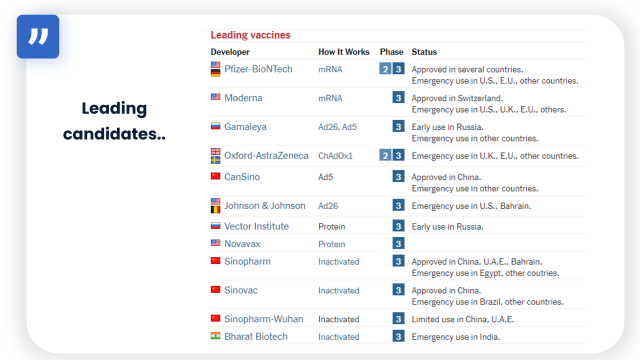 ”
Leading
candidates..
Leading vaccines
Developer How It Works Phase Status
Pfizer-BioNTech mRNA 2 3 Approved in several countries.
Emergency use in U.S., E.U., other countries.
Moderna mRNA 3 Approved in Switzerland.
Emergency use in U.S., U.K., E.U., others.
Gamaleya Ad26, Ad5 3 Early use in Russia.
Emergency use in other countries.
Oxford-AstraZeneca ChAdOx1 2 3 Emergency use in U.K., E.U., other countries.
CanSino Ad5 3 Approved in China.
Emergency use in other countries.
Johnson & Johnson Ad26 3 Emergency use in U.S., Bahrain.
Vector Institute Protein 3 Early use in Russia.
Novavax Protein 3
Sinopharm Inactivated 3 Approved in China, U.A.E., Bahrain.
Emergency use in Egypt, other countries.
Sinovac Inactivated 3 Approved in China.
Emergency use in Brazil, other countries.
Sinopharm-Wuhan Inactivated 3 Limited use in China, U.A.E.
Bharat Biotech Inactivated 3 Emergency use in India.